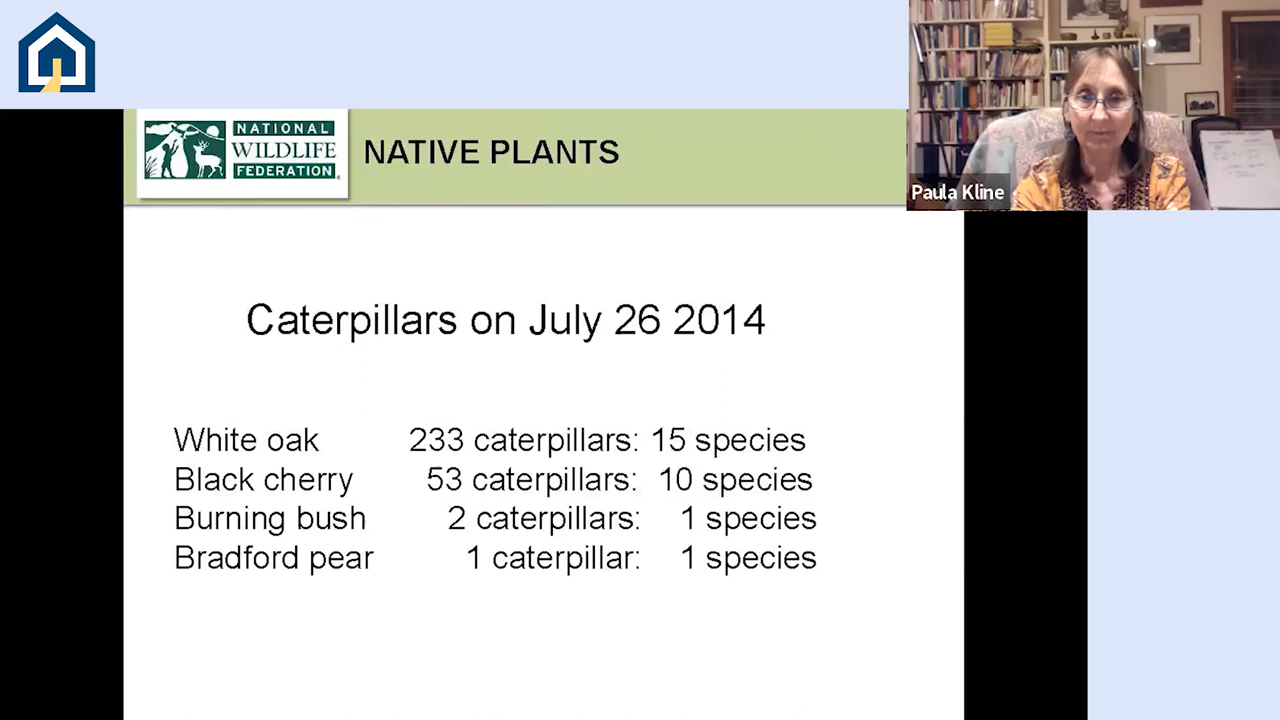 NATIONAL
WILDLIFE
FEDERATION
NATIVE PLANTS
Paula Kline
Caterpillars on July 26 2014
White oak 233 caterpillars: 15 species
Black cherry 53 caterpillars: 10 species
Burning bush 2 caterpillars: 1 species
Bradford pear 1 caterpillar: 1 species